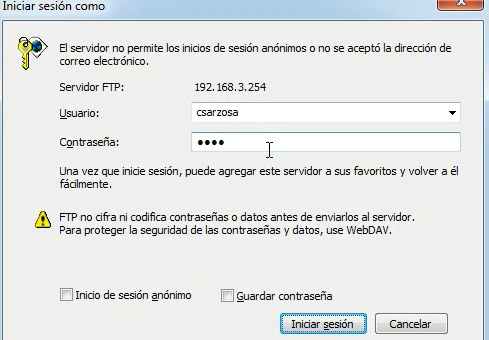 Iniciar sesión como
El servidor no permite los inicios de sesión anónimos o no se aceptó la dirección de
correo electrónico.
Servidor FTP: 192.168.3.254
Usuario: csarzosa
Contraseña: ●●●●
Una vez que inicie sesión, puede agregar este servidor a sus favoritos y volver a él
fácilmente.
FTP no cifra ni codifica contraseñas o datos antes de enviarlos al servidor.
Para proteger la seguridad de las contraseñas y datos, use WebDAV.
Inicio de sesión anónimo Guardar contraseña
Iniciar sesión Cancelar